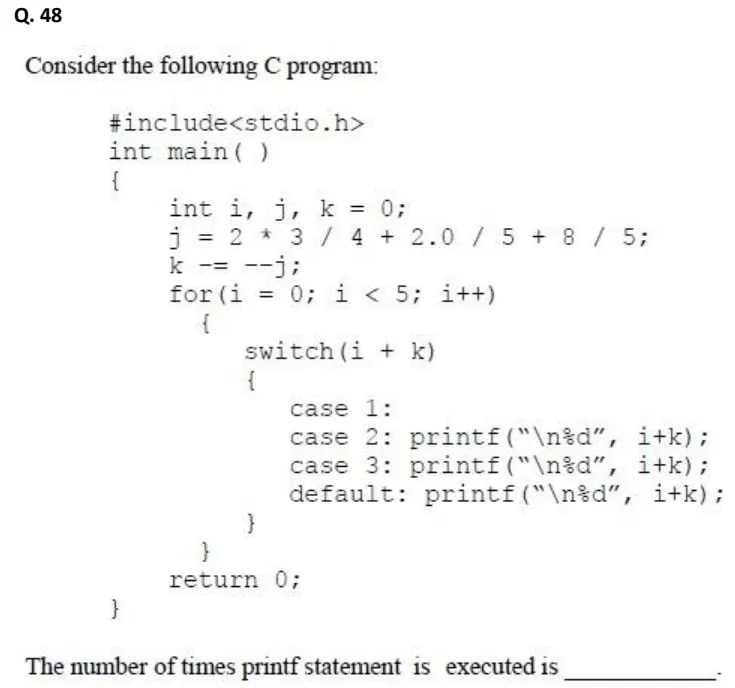 Q. 48
Consider the following C program:
#include<stdio.h>
int main( )
{
int i, j, k = 0;
j = 2 * 3 / 4 + 2.0 / 5 + 8 / 5;
k -= --j;
for(i = 0; i < 5; i++)
{
switch(i + k)
{
case 1:
case 2: printf(“\n%d”, i+k);
case 3: printf(“\n%d”, i+k);
default: printf(“\n%d”, i+k);
}
}
return 0;
}
The number of times printf statement is executed is ____________.